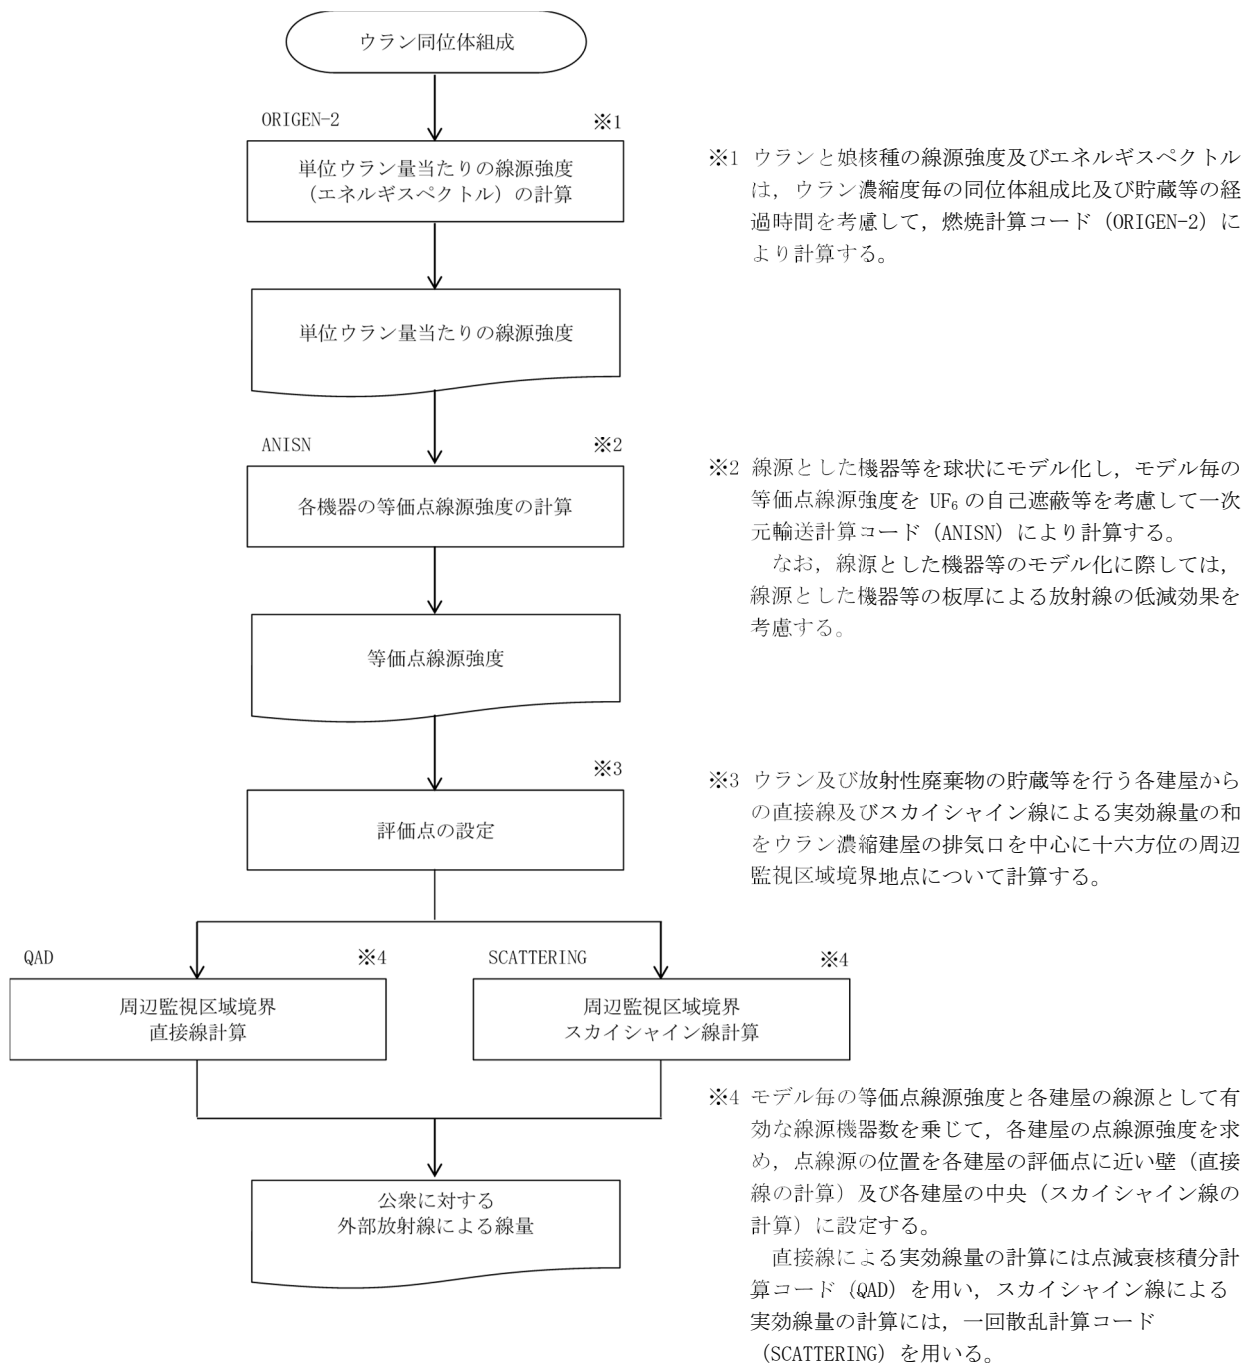 ウラン同位体組成
ORIGEN-2
※1
単位ウラン量当たりの線源強度
（エネルギスペクトル）の計算
※1 ウランと娘核種の線源強度及びエネルギスペクトル
は，ウラン濃縮度毎の同位体組成比及び貯蔵等の経
過時間を考慮して，燃焼計算コード（ORIGEN-2）に
より計算する。
単位ウラン量当たりの線源強度
ANISN
※2
各機器の等価点線源強度の計算
※2 線源とした機器等を球状にモデル化し，モデル毎の
等価点線源強度を UF₆ の自己遮蔽等を考慮して一次
元輸送計算コード（ANISN）により計算する。
なお，線源とした機器等のモデル化に際しては，
線源とした機器等の板厚による放射線の低減効果を
考慮する。
等価点線源強度
※3
評価点の設定
※3 ウラン及び放射性廃棄物の貯蔵等を行う各建屋から
の直接線及びスカイシャイン線による実効線量の和
をウラン濃縮建屋の排気口を中心に十六方位の周辺
監視区域境界地点について計算する。
QAD
※4
周辺監視区域境界
直接線計算
SCATTERING
※4
周辺監視区域境界
スカイシャイン線計算
※4 モデル毎の等価点線源強度と各建屋の線源として有
効な線源機器数を乗じて，各建屋の点線源強度を求
め，点線源の位置を各建屋の評価点に近い壁（直接
線の計算）及び各建屋の中央（スカイシャイン線の
計算）に設定する。
直接線による実効線量の計算には点減衰核積分計
算コード（QAD）を用い，スカイシャイン線による
実効線量の計算には，一回散乱計算コード
（SCATTERING）を用いる。
公衆に対する
外部放射線による線量